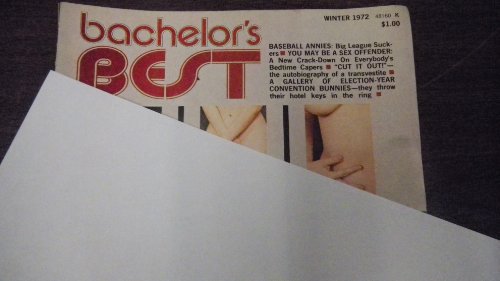 bachelor's
BEST
WINTER 1972 48160 K
$1.00
BASEBALL ANNIES: Big League Suck-
ers ■ YOU MAY BE A SEX OFFENDER:
A New Crack-Down On Everybody's
Bedtime Capers ■ "CUT IT OUT!"—
the autobiography of a transvestite ■
A GALLERY OF ELECTION-YEAR
CONVENTION BUNNIES—they throw
their hotel keys in the ring ■